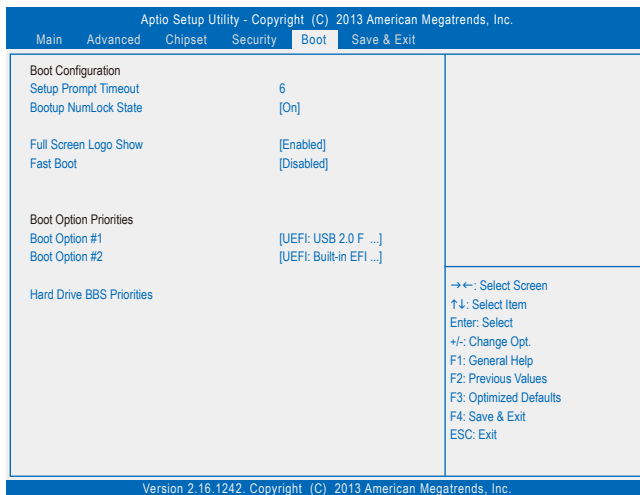 Aptio Setup Utility - Copyright (C) 2013 American Megatrends, Inc.
Main Advanced Chipset Security Boot Save & Exit
Boot Configuration
Setup Prompt Timeout 6
Bootup NumLock State [On]
Full Screen Logo Show [Enabled]
Fast Boot [Disabled]
Boot Option Priorities
Boot Option #1 [UEFI: USB 2.0 F ...]
Boot Option #2 [UEFI: Built-in EFI ...]
Hard Drive BBS Priorities
→←: Select Screen
↑↓: Select Item
Enter: Select
+/-: Change Opt.
F1: General Help
F2: Previous Values
F3: Optimized Defaults
F4: Save & Exit
ESC: Exit
Version 2.16.1242. Copyright (C) 2013 American Megatrends, Inc.